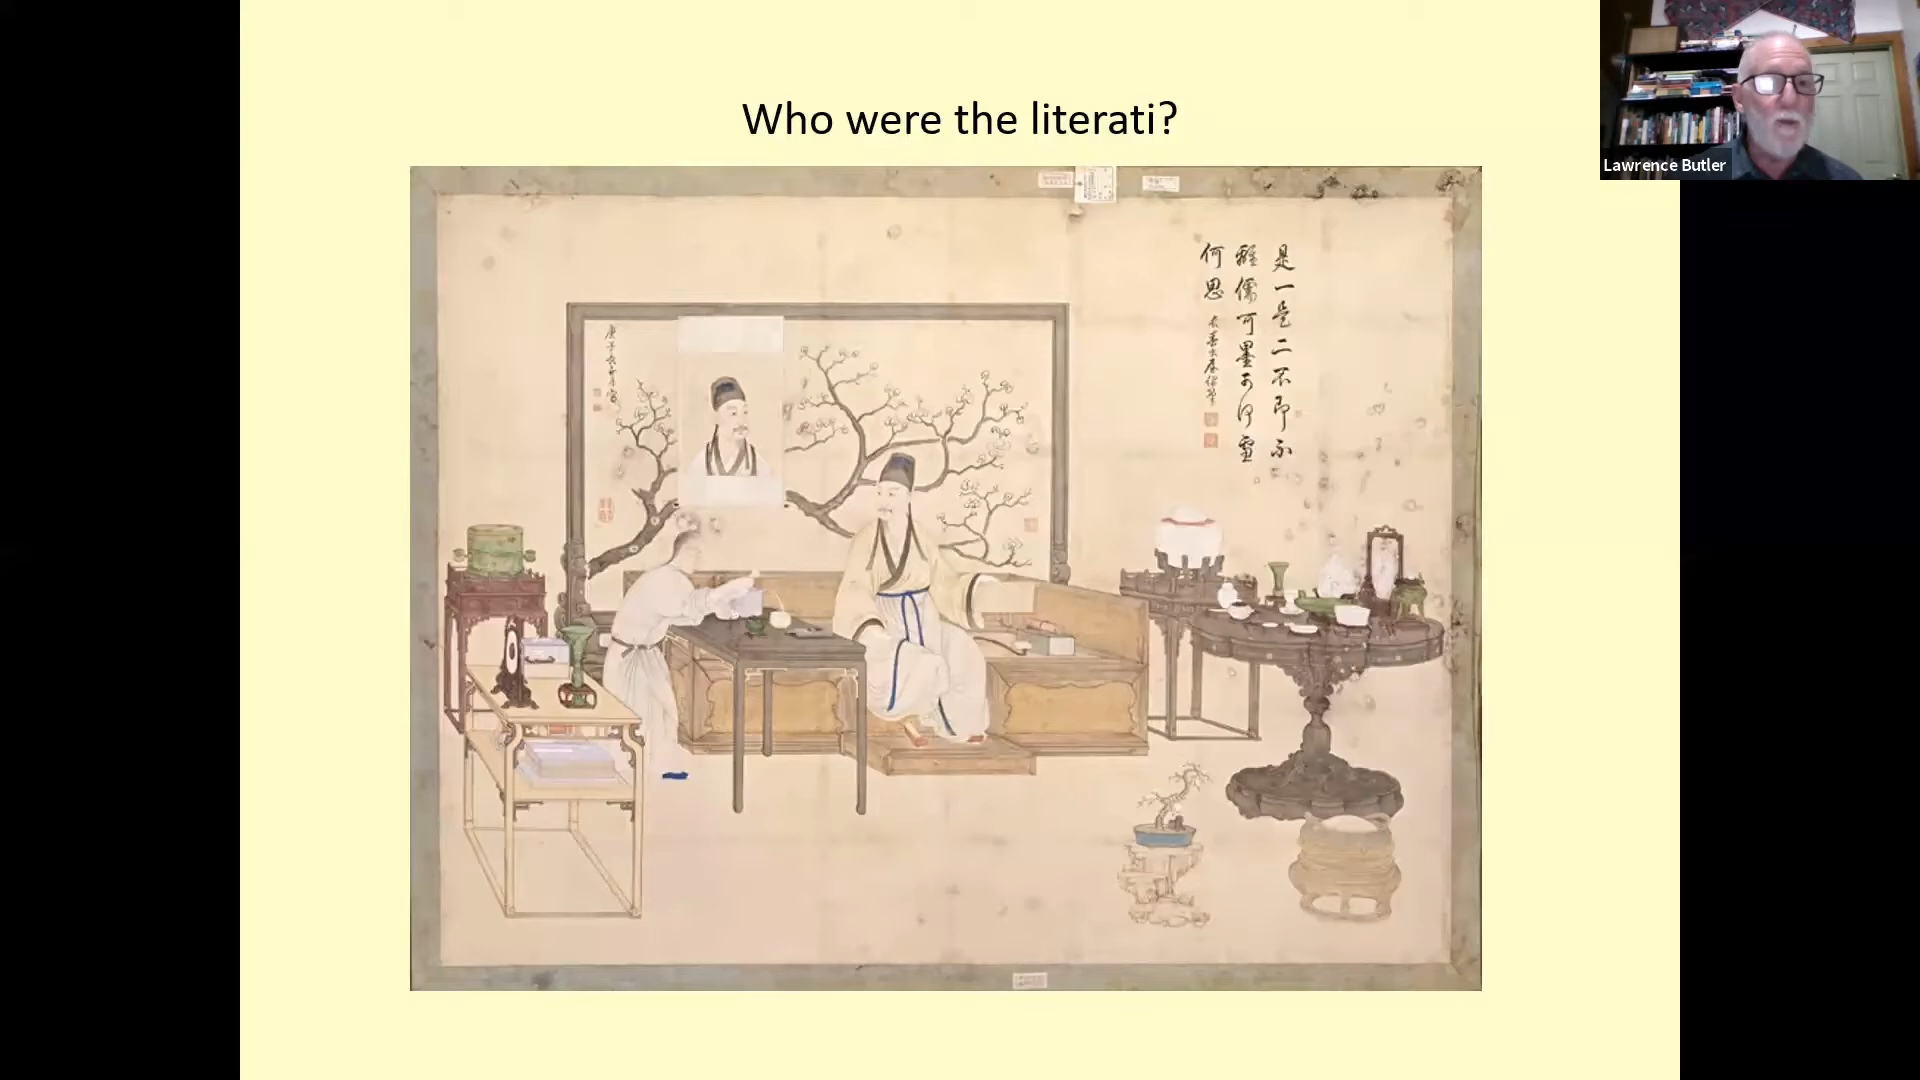 Who were the literati?
Lawrence Butler
是一是二不即不
離儒可墨可何慮
何思
長春書屋偶筆